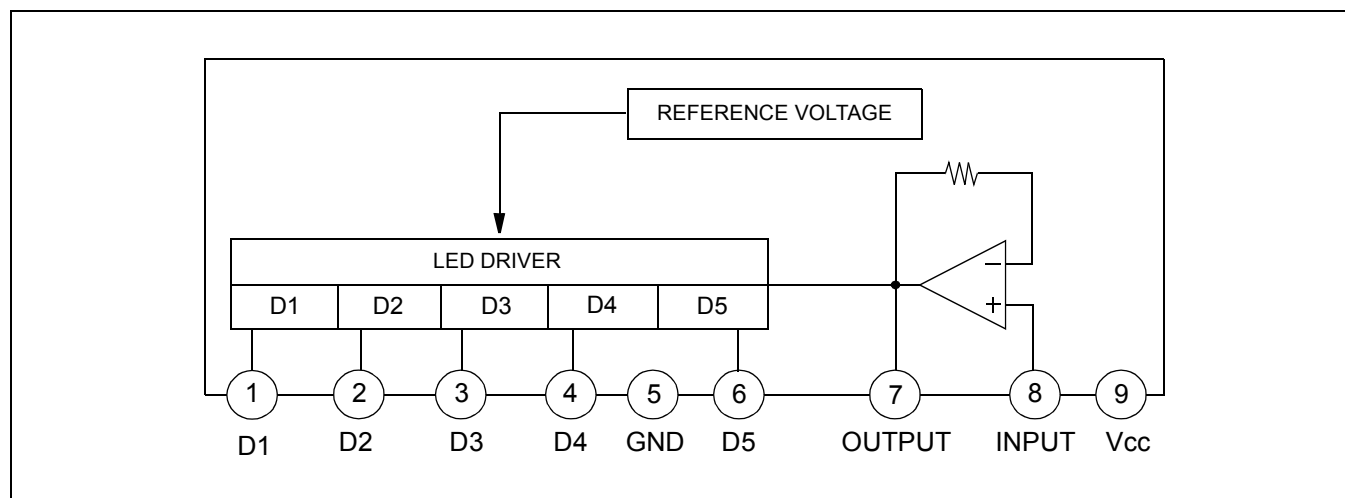 REFERENCE VOLTAGE
LED DRIVER
D1 D2 D3 D4 D5
− +
1 2 3 4 5 6 7 8 9
D1 D2 D3 D4 GND D5 OUTPUT INPUT Vcc